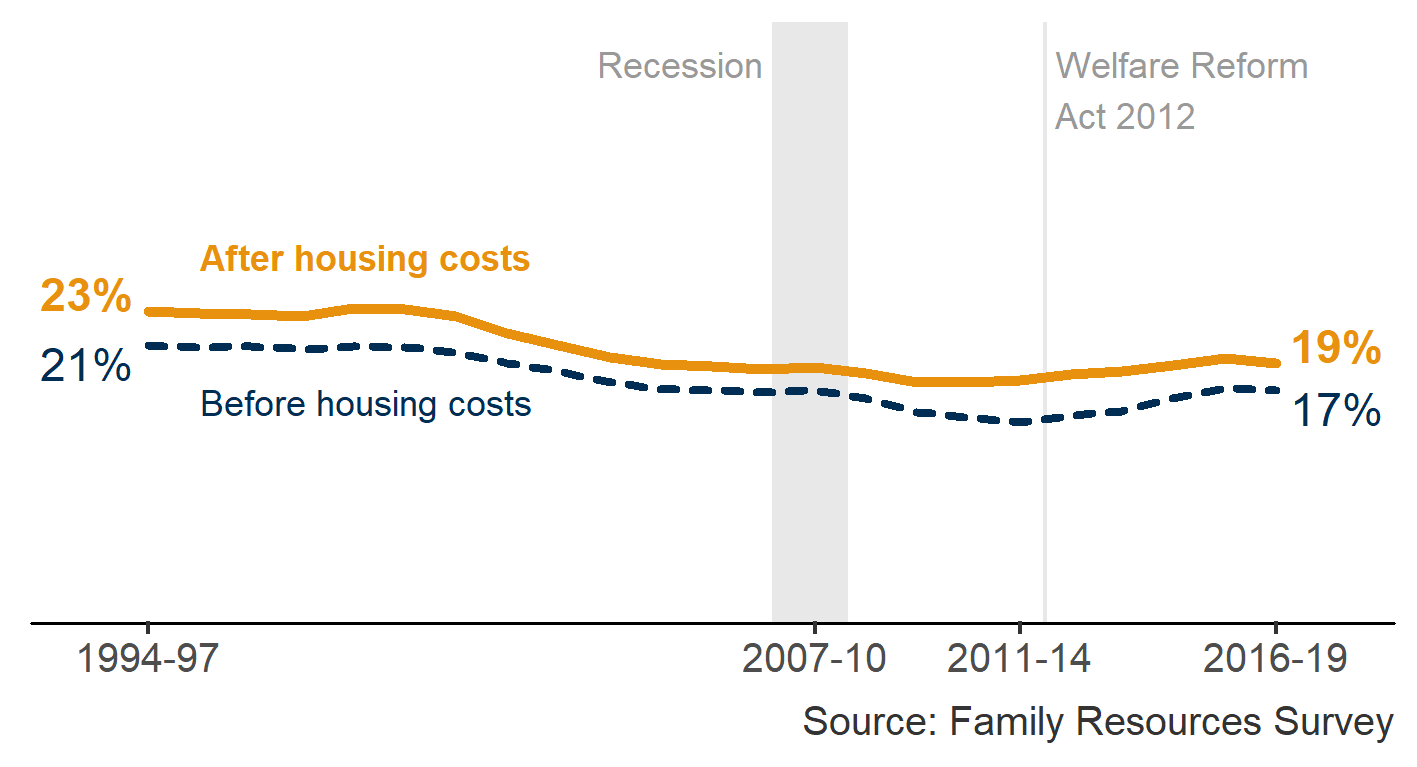 Recession
Welfare Reform
Act 2012
After housing costs
23%
21%
Before housing costs
19%
17%
1994-97
2007-10
2011-14
2016-19
Source: Family Resources Survey